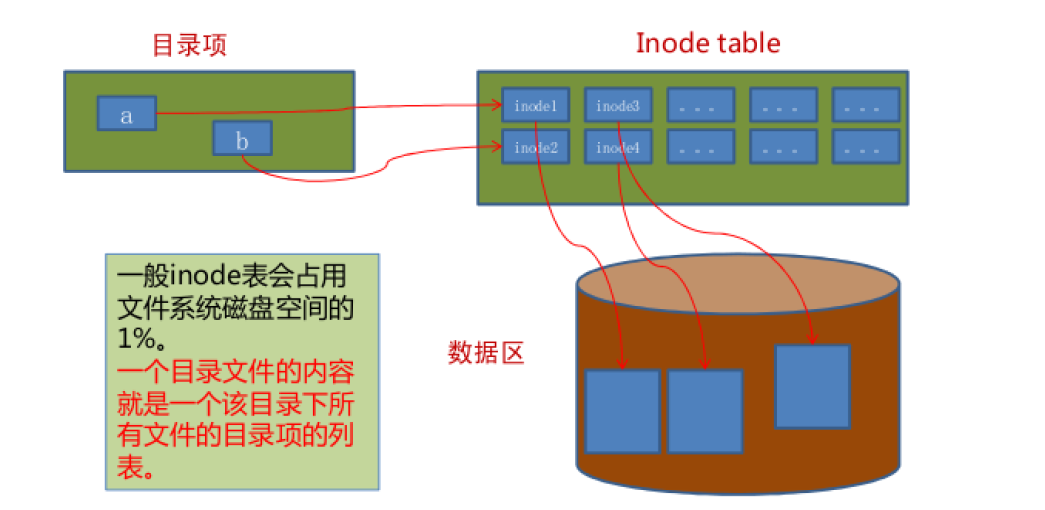 目录项
Inode table
a
b
inode1
inode3
...
...
...
inode2
inode4
...
...
...
一般inode表会占用
文件系统磁盘空间的
1%。
一个目录文件的内容
就是一个该目录下所
有文件的目录项的列
表。
数据区